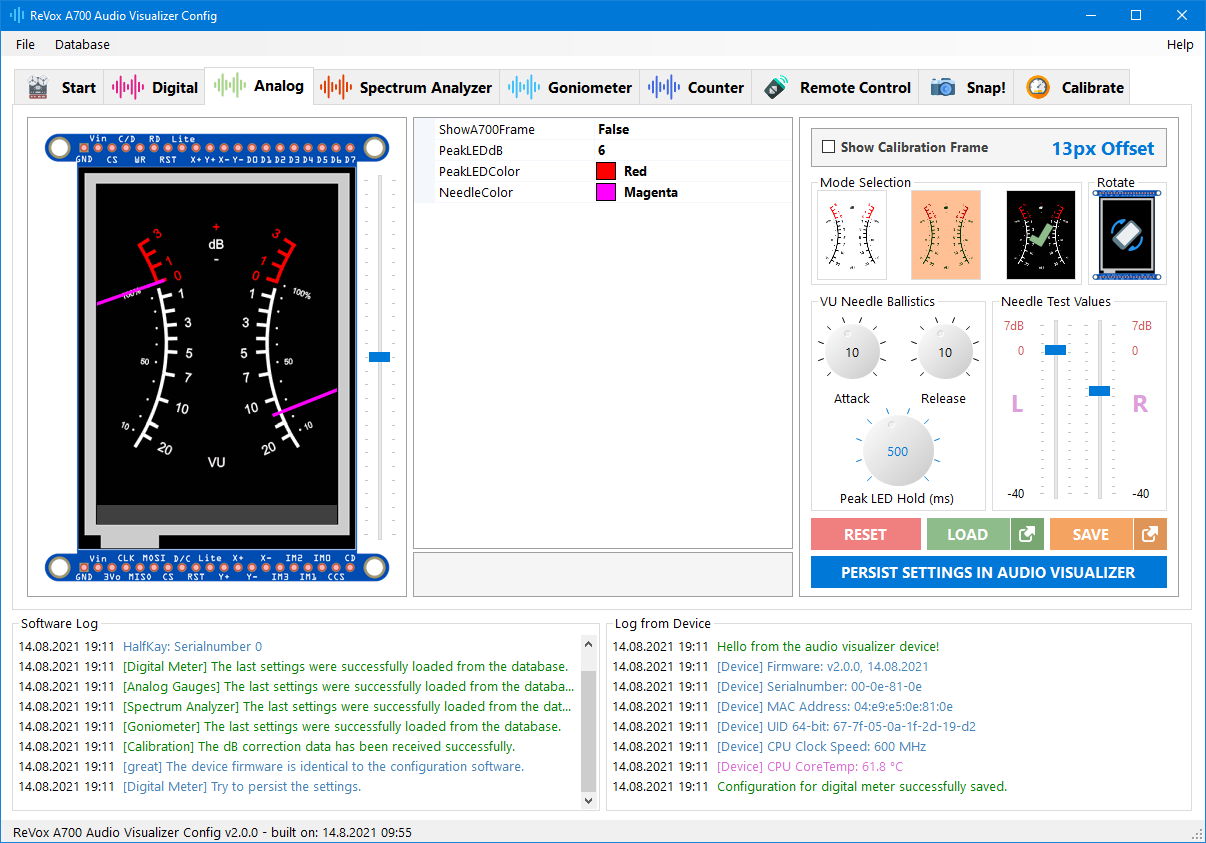 ReVox A700 Audio Visualizer Config
File Database Help
Start Digital Analog Spectrum Analyzer Goniometer Counter Remote Control Snap! Calibrate
Vin C/D RD Lite
GND CS WR RST X+ Y+ X- Y- D0 D1 D2 D3 D4 D5 D6 D7
+
3 dB 3
-
1 1
0 0
100% 1 1 100%
3 3
50 5 5 50
7 7
10 10
10 10
20 20
VU
Vin CLK MOSI D/C Lite X+ X- IM2 IM0 CD
GND 3Vo MISO CS RST Y+ Y- IM3 IM1 CCS
ShowA700Frame False
PeakLEDdB 6
PeakLEDColor Red
NeedleColor Magenta
Show Calibration Frame 13px Offset
Mode Selection Rotate
VU Needle Ballistics
10 10
Attack Release
500
Peak LED Hold (ms)
Needle Test Values
7dB 7dB
0 0
L R
-40 -40
RESET LOAD SAVE
PERSIST SETTINGS IN AUDIO VISUALIZER
Software Log
14.08.2021 19:11 HalfKay: Serialnumber 0
14.08.2021 19:11 [Digital Meter] The last settings were successfully loaded from the database.
14.08.2021 19:11 [Analog Gauges] The last settings were successfully loaded from the databa...
14.08.2021 19:11 [Spectrum Analyzer] The last settings were successfully loaded from the dat...
14.08.2021 19:11 [Goniometer] The last settings were successfully loaded from the database.
14.08.2021 19:11 [Calibration] The dB correction data has been received successfully.
14.08.2021 19:11 [great] The device firmware is identical to the configuration software.
14.08.2021 19:11 [Digital Meter] Try to persist the settings.
Log from Device
14.08.2021 19:11 Hello from the audio visualizer device!
14.08.2021 19:11 [Device] Firmware: v2.0.0, 14.08.2021
14.08.2021 19:11 [Device] Serialnumber: 00-0e-81-0e
14.08.2021 19:11 [Device] MAC Address: 04:e9:e5:0e:81:0e
14.08.2021 19:11 [Device] UID 64-bit: 67-7f-05-0a-1f-2d-19-d2
14.08.2021 19:11 [Device] CPU Clock Speed: 600 MHz
14.08.2021 19:11 [Device] CPU CoreTemp: 61.8 °C
14.08.2021 19:11 Configuration for digital meter successfully saved.
ReVox A700 Audio Visualizer Config v2.0.0 - built on: 14.8.2021 09:55